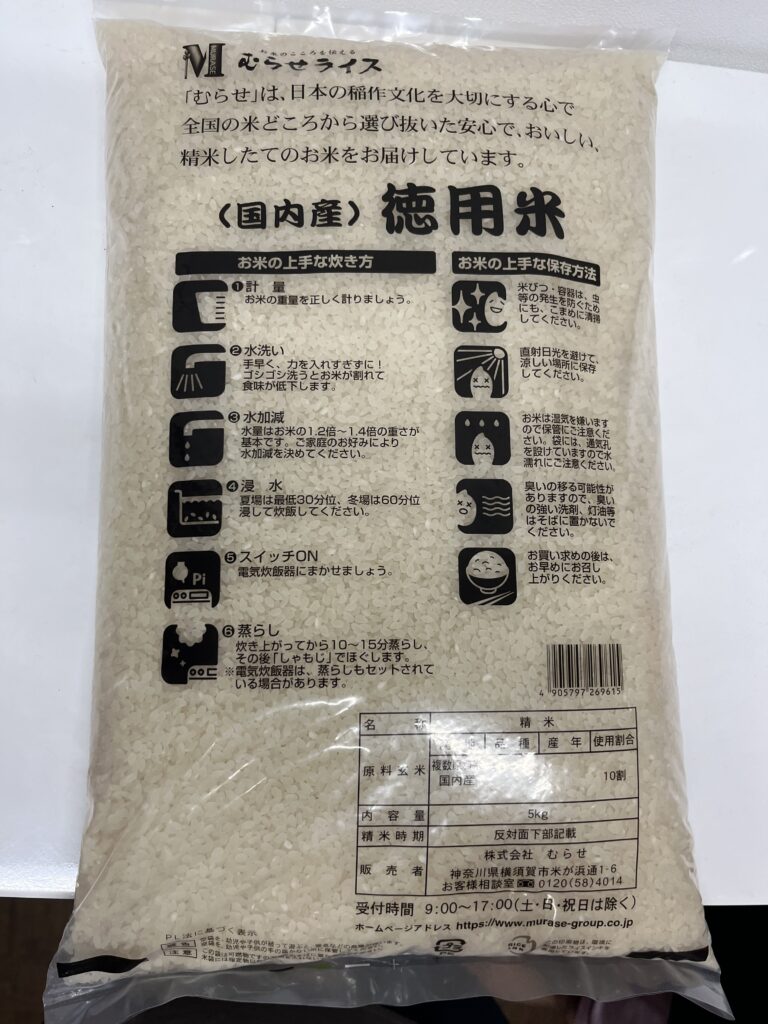 お米のこころを伝える
M MURASE むらせライス
「むらせ」は、日本の稲作文化を大切にする心で
全国の米どころから選び抜いた安心で、おいしい、
精米したてのお米をお届けしています。
（国内産）徳用米
お米の上手な炊き方
❶計 量
お米の重量を正しく計りましょう。
❷水洗い
手早く、力を入れすぎずに！
ゴシゴシ洗うとお米が割れて
食味が低下します。
❸水加減
水量はお米の1.2倍〜1.4倍の重さが
基本です。ご家庭のお好みにより
水加減を決めてください。
❹浸 水
夏場は最低30分位、冬場は60分位
浸して炊飯してください。
❺スイッチON
Pi
電気炊飯器にまかせましょう。
❻蒸らし
炊き上がってから10〜15分蒸らし、
その後「しゃもじ」でほぐします。
※電気炊飯器は、蒸らしもセットされて
いる場合があります。
お米の上手な保存方法
米びつ・容器は、虫
等の発生を防ぐため
にも、こまめに清掃
してください。
直射日光を避けて、
涼しい場所に保存
してください。
お米は湿気を嫌います
ので保管にご注意くだ
さい。袋には、通気孔
を設けていますので水
濡れにご注意ください。
臭いの移る可能性が
ありますので、臭い
の強い洗剤、灯油等
はそばに置かないで
ください。
お買い求めの後は、
お早めにお召し
上がりください。
4 905797 269615
名 称 精 米
原料玄米 品 種 産 年 使用割合
国内産 10割
内 容 量 5kg
精米時期 反対面下部記載
販 売 者 株式会社 むらせ
神奈川県横須賀市米が浜通1-6
お客様相談室 0120(58)4014
受付時間 9:00〜17:00(土・日・祝日は除く)
ホームページアドレス https://www.murase-group.co.jp
PL法に基づく表示
注意
プラ